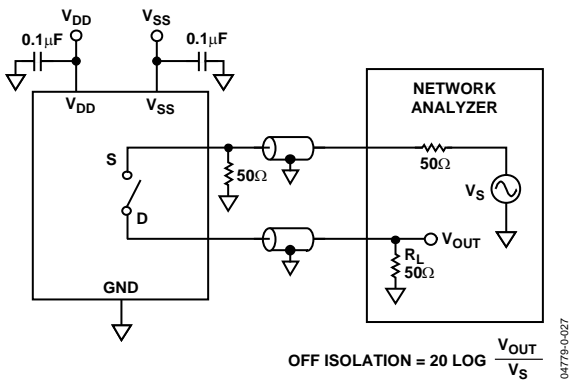 VDD
VSS
0.1µF
0.1µF
VDD
VSS
NETWORK
ANALYZER
S
50Ω
50Ω
VS
D
VOUT
RL
50Ω
GND
OFF ISOLATION = 20 LOG VOUT / VS
04779-0-027